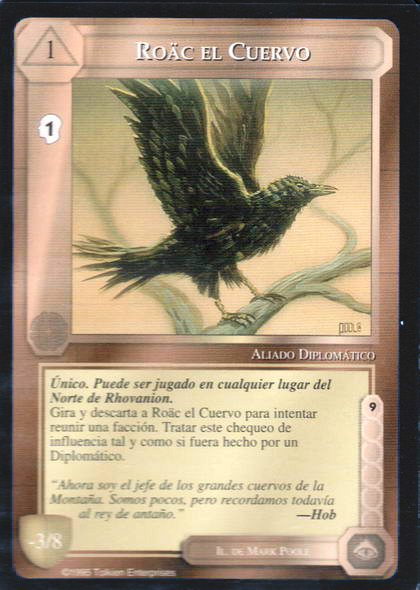 1
ROÄC EL CUERVO
1
POOLE
ALIADO DIPLOMÁTICO
Único. Puede ser jugado en cualquier lugar del
Norte de Rhovanion.
Gira y descarta a Roäc el Cuervo para intentar
reunir una facción. Tratar este chequeo de
influencia tal y como si fuera hecho por un
Diplomático.
9
“Ahora soy el jefe de los grandes cuervos de la
Montaña. Somos pocos, pero recordamos todavía
al rey de antaño.”
—Hob
-3/8
IL. DE MARK POOLE
©1995 Tolkien Enterprises